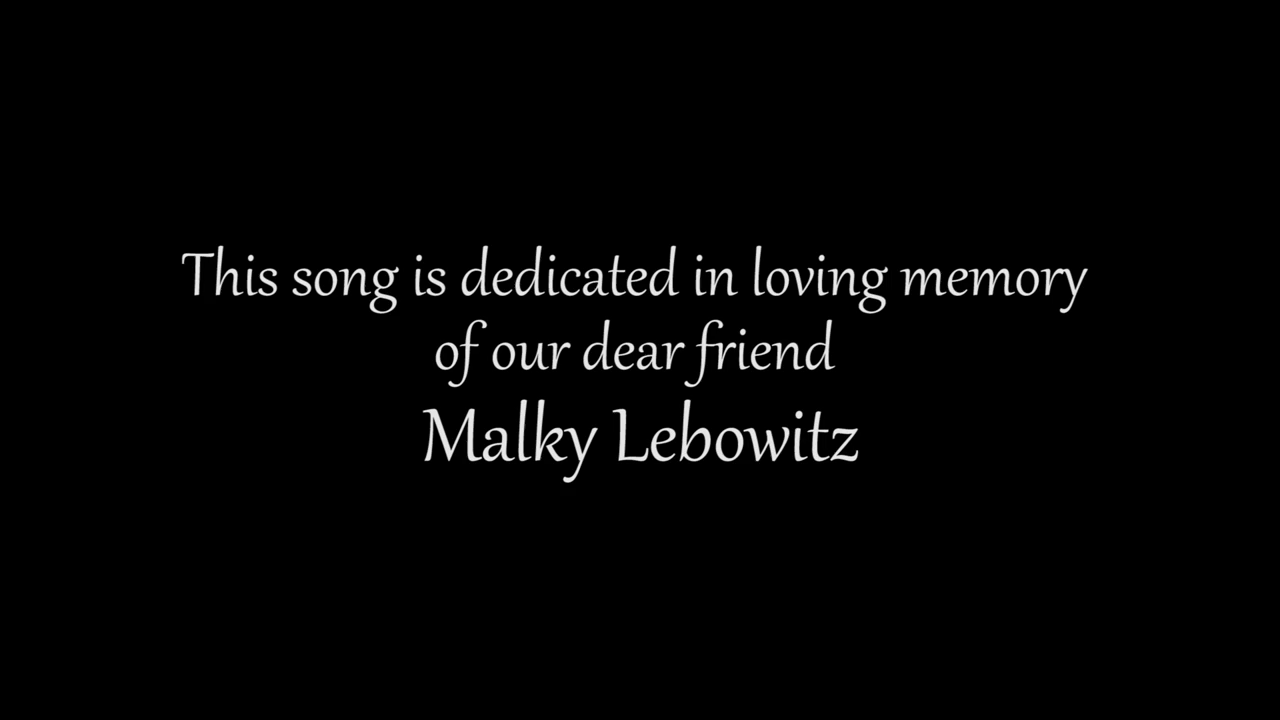 This song is dedicated in loving memory
of our dear friend
Malky Lebowitz